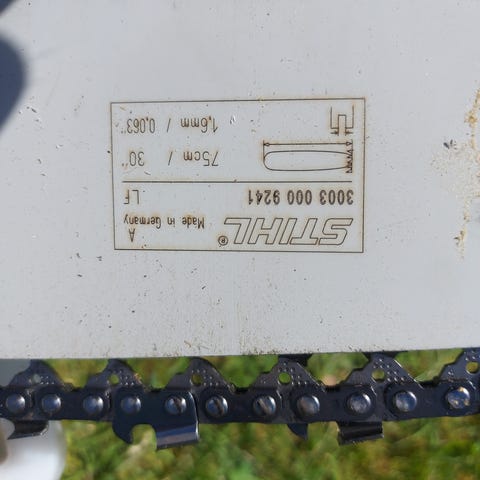 STIHL® Made in Germany A
3003 000 9241 LF
75cm / 30"
1,6mm / 0,063"